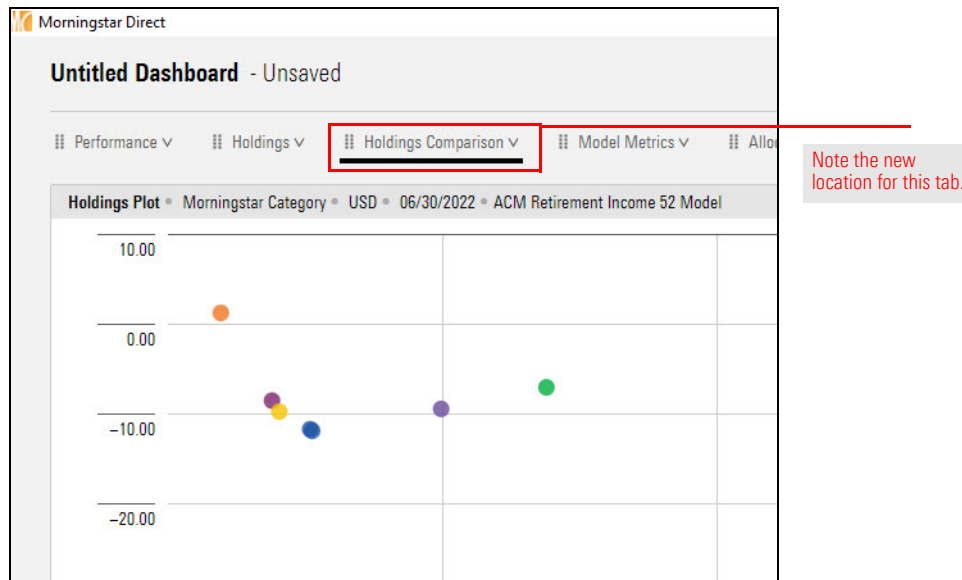 Morningstar Direct
Untitled Dashboard - Unsaved
Performance Holdings Holdings Comparison Model Metrics Alloc
Note the new
location for this tab.
Holdings Plot • Morningstar Category • USD • 06/30/2022 • ACM Retirement Income 52 Model
10.00
0.00
−10.00
−20.00